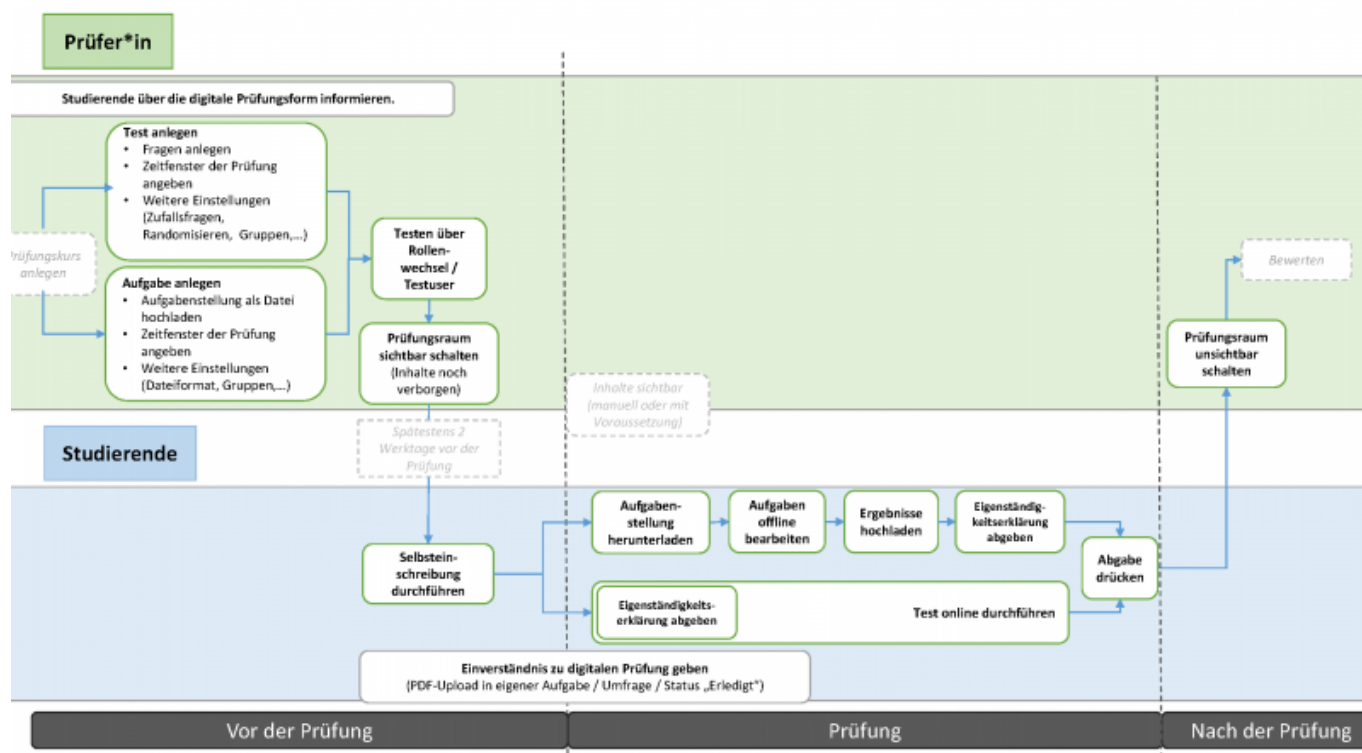 Prüfer*in
Studierende über die digitale Prüfungsform informieren.
Test anlegen
• Fragen anlegen
• Zeitfenster der Prüfung
angeben
• Weitere Einstellungen
(Zufallsfragen,
Randomisieren, Gruppen,...)
Prüfungskurs
anlegen
Aufgabe anlegen
• Aufgabenstellung als Datei
hochladen
• Zeitfenster der Prüfung
angeben
• Weitere Einstellungen
(Dateiformat, Gruppen,...)
Testen über
Rollen-
wechsel /
Testuser
Prüfungsraum
sichtbar schalten
(Inhalte noch
verborgen)
Inhalte sichtbar
(manuell oder mit
Voraussetzung)
Bewerten
Prüfungsraum
unsichtbar
schalten
Studierende
Spätestens 2
Werktage vor der
Prüfung
Selbstein-
schreibung
durchführen
Aufgaben-
stellung
herunterladen
Aufgaben
offline
bearbeiten
Ergebnisse
hochladen
Eigenständig-
keitserklärung
abgeben
Abgabe
drücken
Eigenständigkeits-
erklärung abgeben
Test online durchführen
Einverständnis zu digitalen Prüfung geben
(PDF-Upload in eigener Aufgabe / Umfrage / Status „Erledigt“)
Vor der Prüfung
Prüfung
Nach der Prüfung